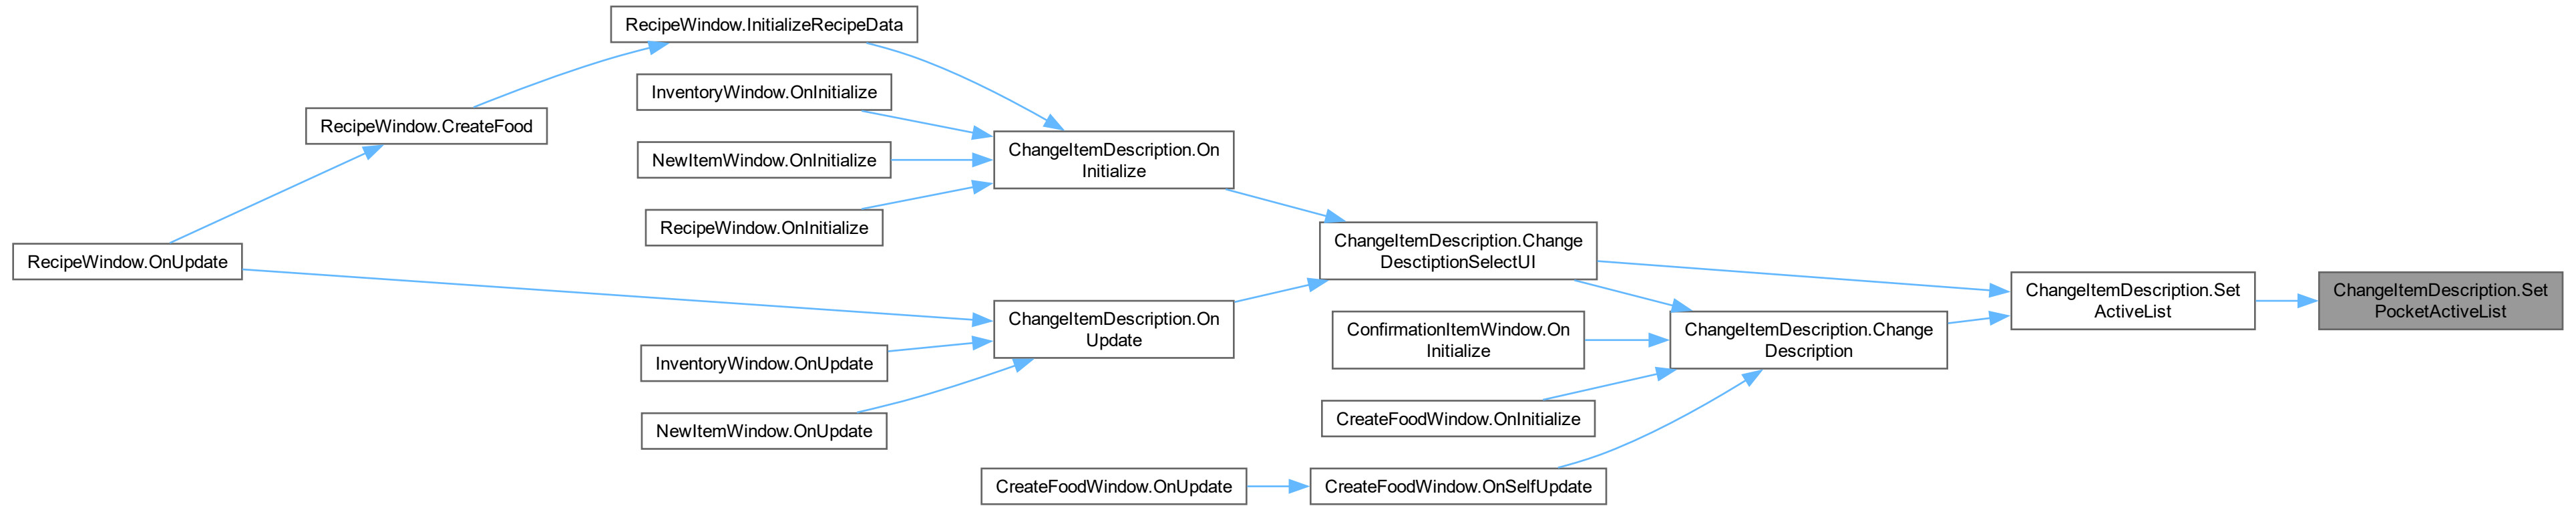 RecipeWindow.InitializeRecipeData
InventoryWindow.OnInitialize
RecipeWindow.CreateFood
NewItemWindow.OnInitialize
ChangeItemDescription.On
Initialize
RecipeWindow.OnInitialize
RecipeWindow.OnUpdate
ChangeItemDescription.Change
DesctiptionSelectUI
ChangeItemDescription.Set
ActiveList
ChangeItemDescription.Set
PocketActiveList
ChangeItemDescription.On
Update
ConfirmationItemWindow.On
Initialize
ChangeItemDescription.Change
Description
InventoryWindow.OnUpdate
CreateFoodWindow.OnInitialize
NewItemWindow.OnUpdate
CreateFoodWindow.OnUpdate
CreateFoodWindow.OnSelfUpdate